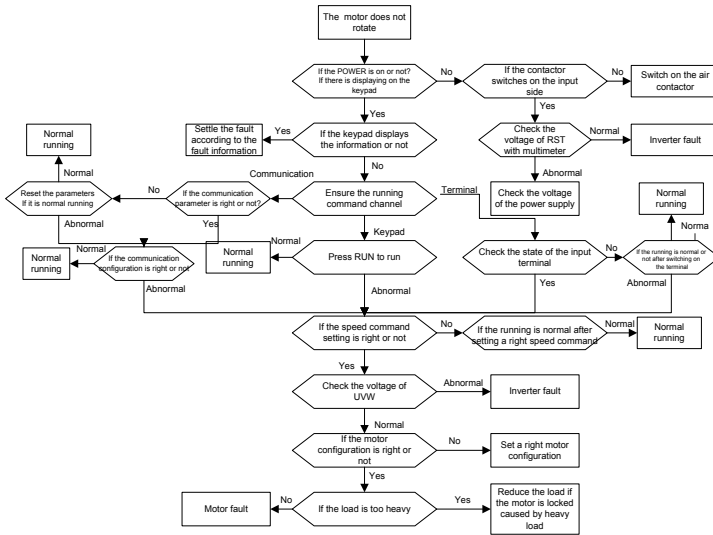 The motor does not
rotate
If the POWER is on or not?
If there is displaying on the
keypad
No
If the contactor
switches on the input
side
No
Switch on the air
contactor
Yes
Yes
Settle the fault
according to the
fault information
Yes
If the keypad displays
the information or not
Check the
voltage of RST
with multimeter
Normal
Inverter fault
Normal
running
Normal
No
Abnormal
Communication
Reset the parameters
If it is normal running
No
If the communication
parameter is right or not?
Ensure the running
command channel
Terminal
Check the voltage
of the power supply
Normal
running
Abnormal
Yes
Keypad
Norma
Normal
running
Normal
If the communication
configuration is right or not
Normal
running
Normal
Press RUN to run
Check the state of the input
terminal
No
If the running is normal or
not after switching on
the terminal
Abnormal
Abnormal
Yes
Abnormal
If the speed command
setting is right or not
No
If the running is normal after
setting a right speed command
Normal
Normal
running
Yes
Check the voltage of
UVW
Abnormal
Inverter fault
Normal
If the motor
configuration is right or
not
No
Set a right motor
configuration
Yes
Motor fault
No
If the load is too heavy
Yes
Reduce the load if
the motor is locked
caused by heavy
load